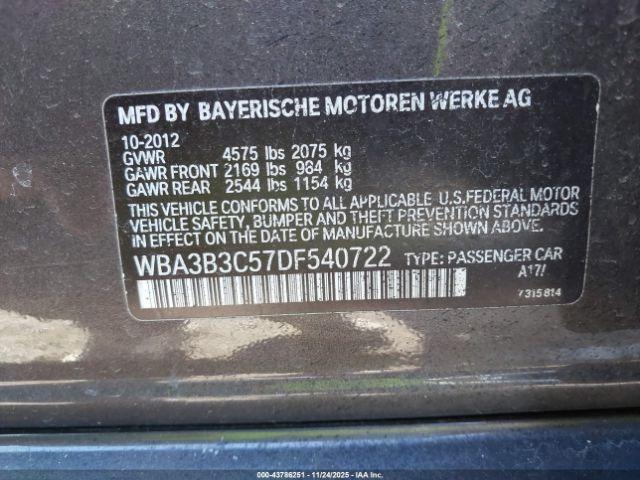 MFD BY BAYERISCHE MOTOREN WERKE AG
10-2012
GVWR 4575 lbs 2075 kg
GAWR FRONT 2169 lbs 984 kg
GAWR REAR 2544 lbs 1154 kg
THIS VEHICLE CONFORMS TO ALL APPLICABLE U.S.FEDERAL MOTOR
VEHICLE SAFETY, BUMPER AND THEFT PREVENTION STANDARDS
IN EFFECT ON THE DATE OF MANUFACTURE SHOWN ABOVE.
WBA3B3C57DF540722 TYPE: PASSENGER CAR
A17/
7315814
000-43786251 - 11/24/2025 - Copyright © IAA, LLC